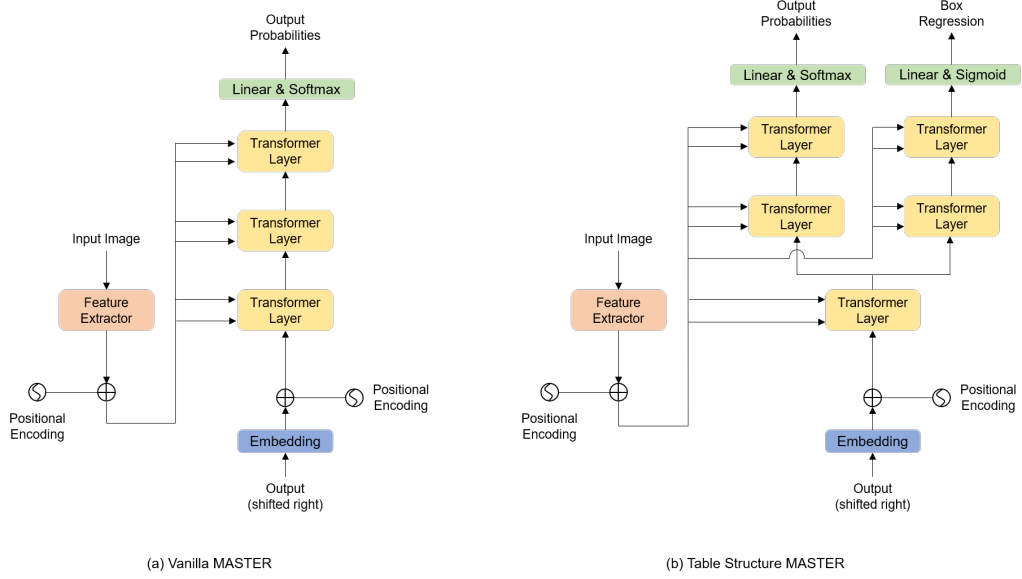 Output
Probabilities
Linear & Softmax
Transformer
Layer
Transformer
Layer
Input Image
Feature
Extractor
Transformer
Layer
Positional
Encoding
Positional
Encoding
Embedding
Output
(shifted right)
(a) Vanilla MASTER
Output
Probabilities
Box
Regression
Linear & Softmax
Linear & Sigmoid
Transformer
Layer
Transformer
Layer
Transformer
Layer
Transformer
Layer
Input Image
Feature
Extractor
Transformer
Layer
Positional
Encoding
Positional
Encoding
Embedding
Output
(shifted right)
(b) Table Structure MASTER